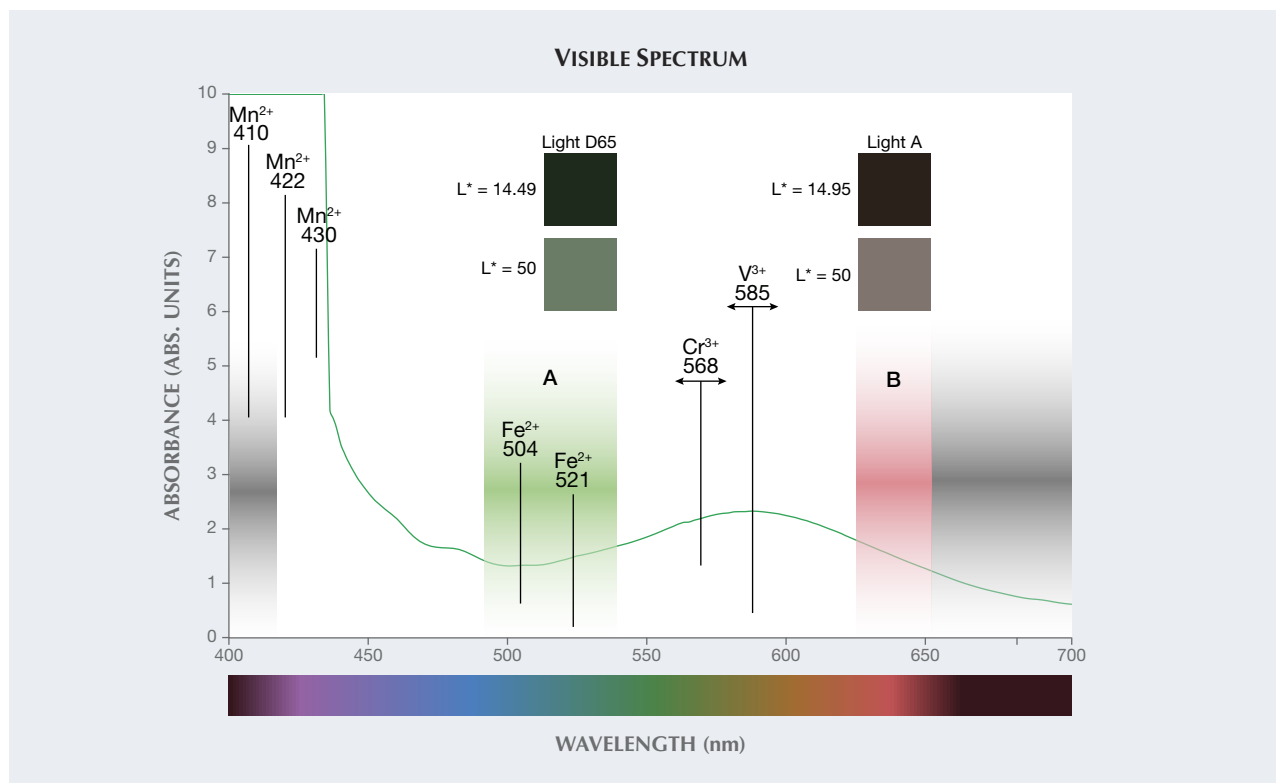 VISIBLE SPECTRUM
ABSORBANCE (ABS. UNITS)
10
9
8
7
6
5
4
3
2
1
0
Mn²⁺
410
Mn²⁺
422
Mn²⁺
430
Light D65
L* = 14.49
L* = 50
Light A
L* = 14.95
L* = 50
V³⁺
585
Cr³⁺
568
A
B
Fe²⁺
504
Fe²⁺
521
400
450
500
550
600
650
700
WAVELENGTH (nm)